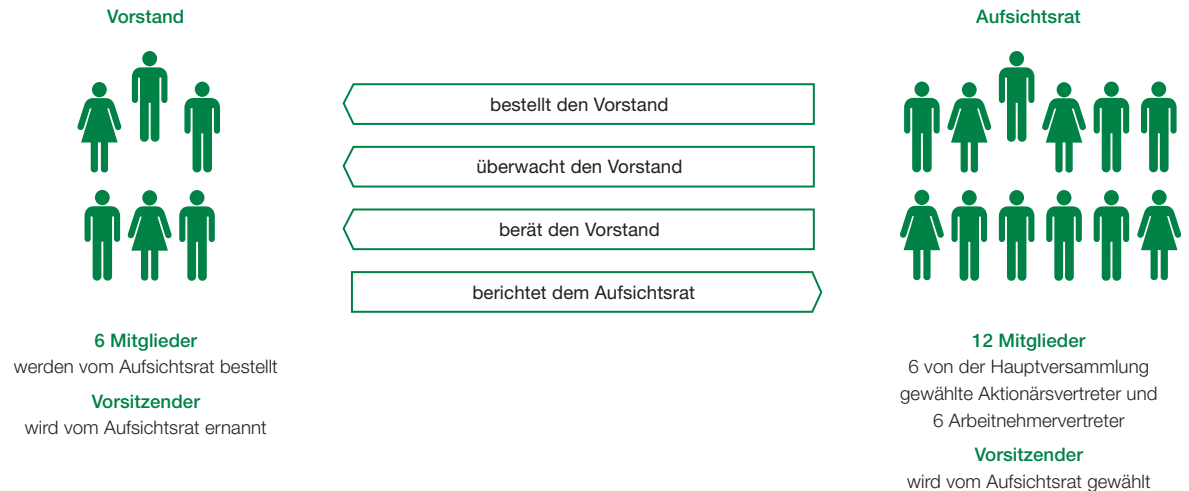 Vorstand
bestellt den Vorstand
überwacht den Vorstand
berät den Vorstand
berichtet dem Aufsichtsrat
6 Mitglieder
werden vom Aufsichtsrat bestellt
Vorsitzender
wird vom Aufsichtsrat ernannt
Aufsichtsrat
12 Mitglieder
6 von der Hauptversammlung
gewählte Aktionärsvertreter und
6 Arbeitnehmervertreter
Vorsitzender
wird vom Aufsichtsrat gewählt